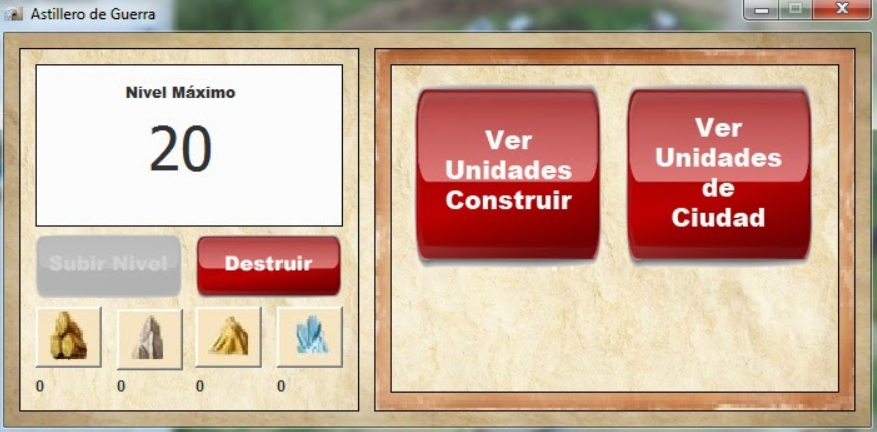 Astillero de Guerra
Nivel Máximo
20
Subir Nivel
Destruir
0
0
0
0
Ver
Unidades
Construir
Ver
Unidades
de
Ciudad